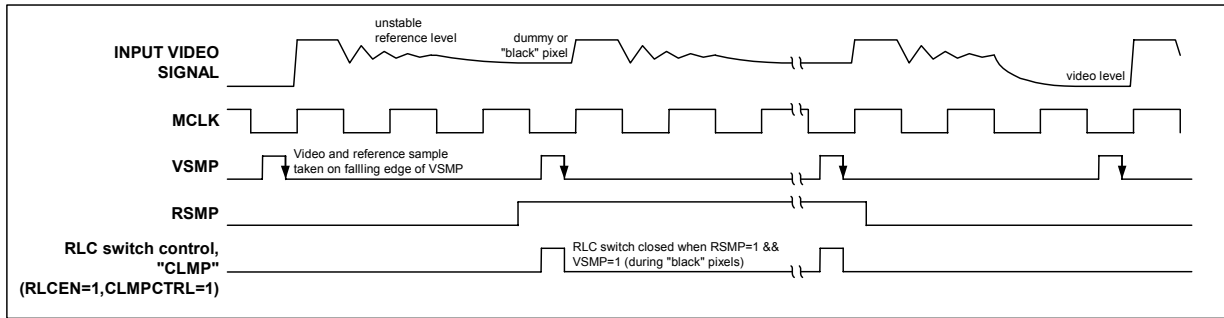 unstable
reference level
dummy or
"black" pixel
INPUT VIDEO
SIGNAL
video level
MCLK
VSMP
Video and reference sample
taken on fallling edge of VSMP
RSMP
RLC switch control,
"CLMP"
(RLCEN=1,CLMPCTRL=1)
RLC switch closed when RSMP=1 &&
VSMP=1 (during "black" pixels)